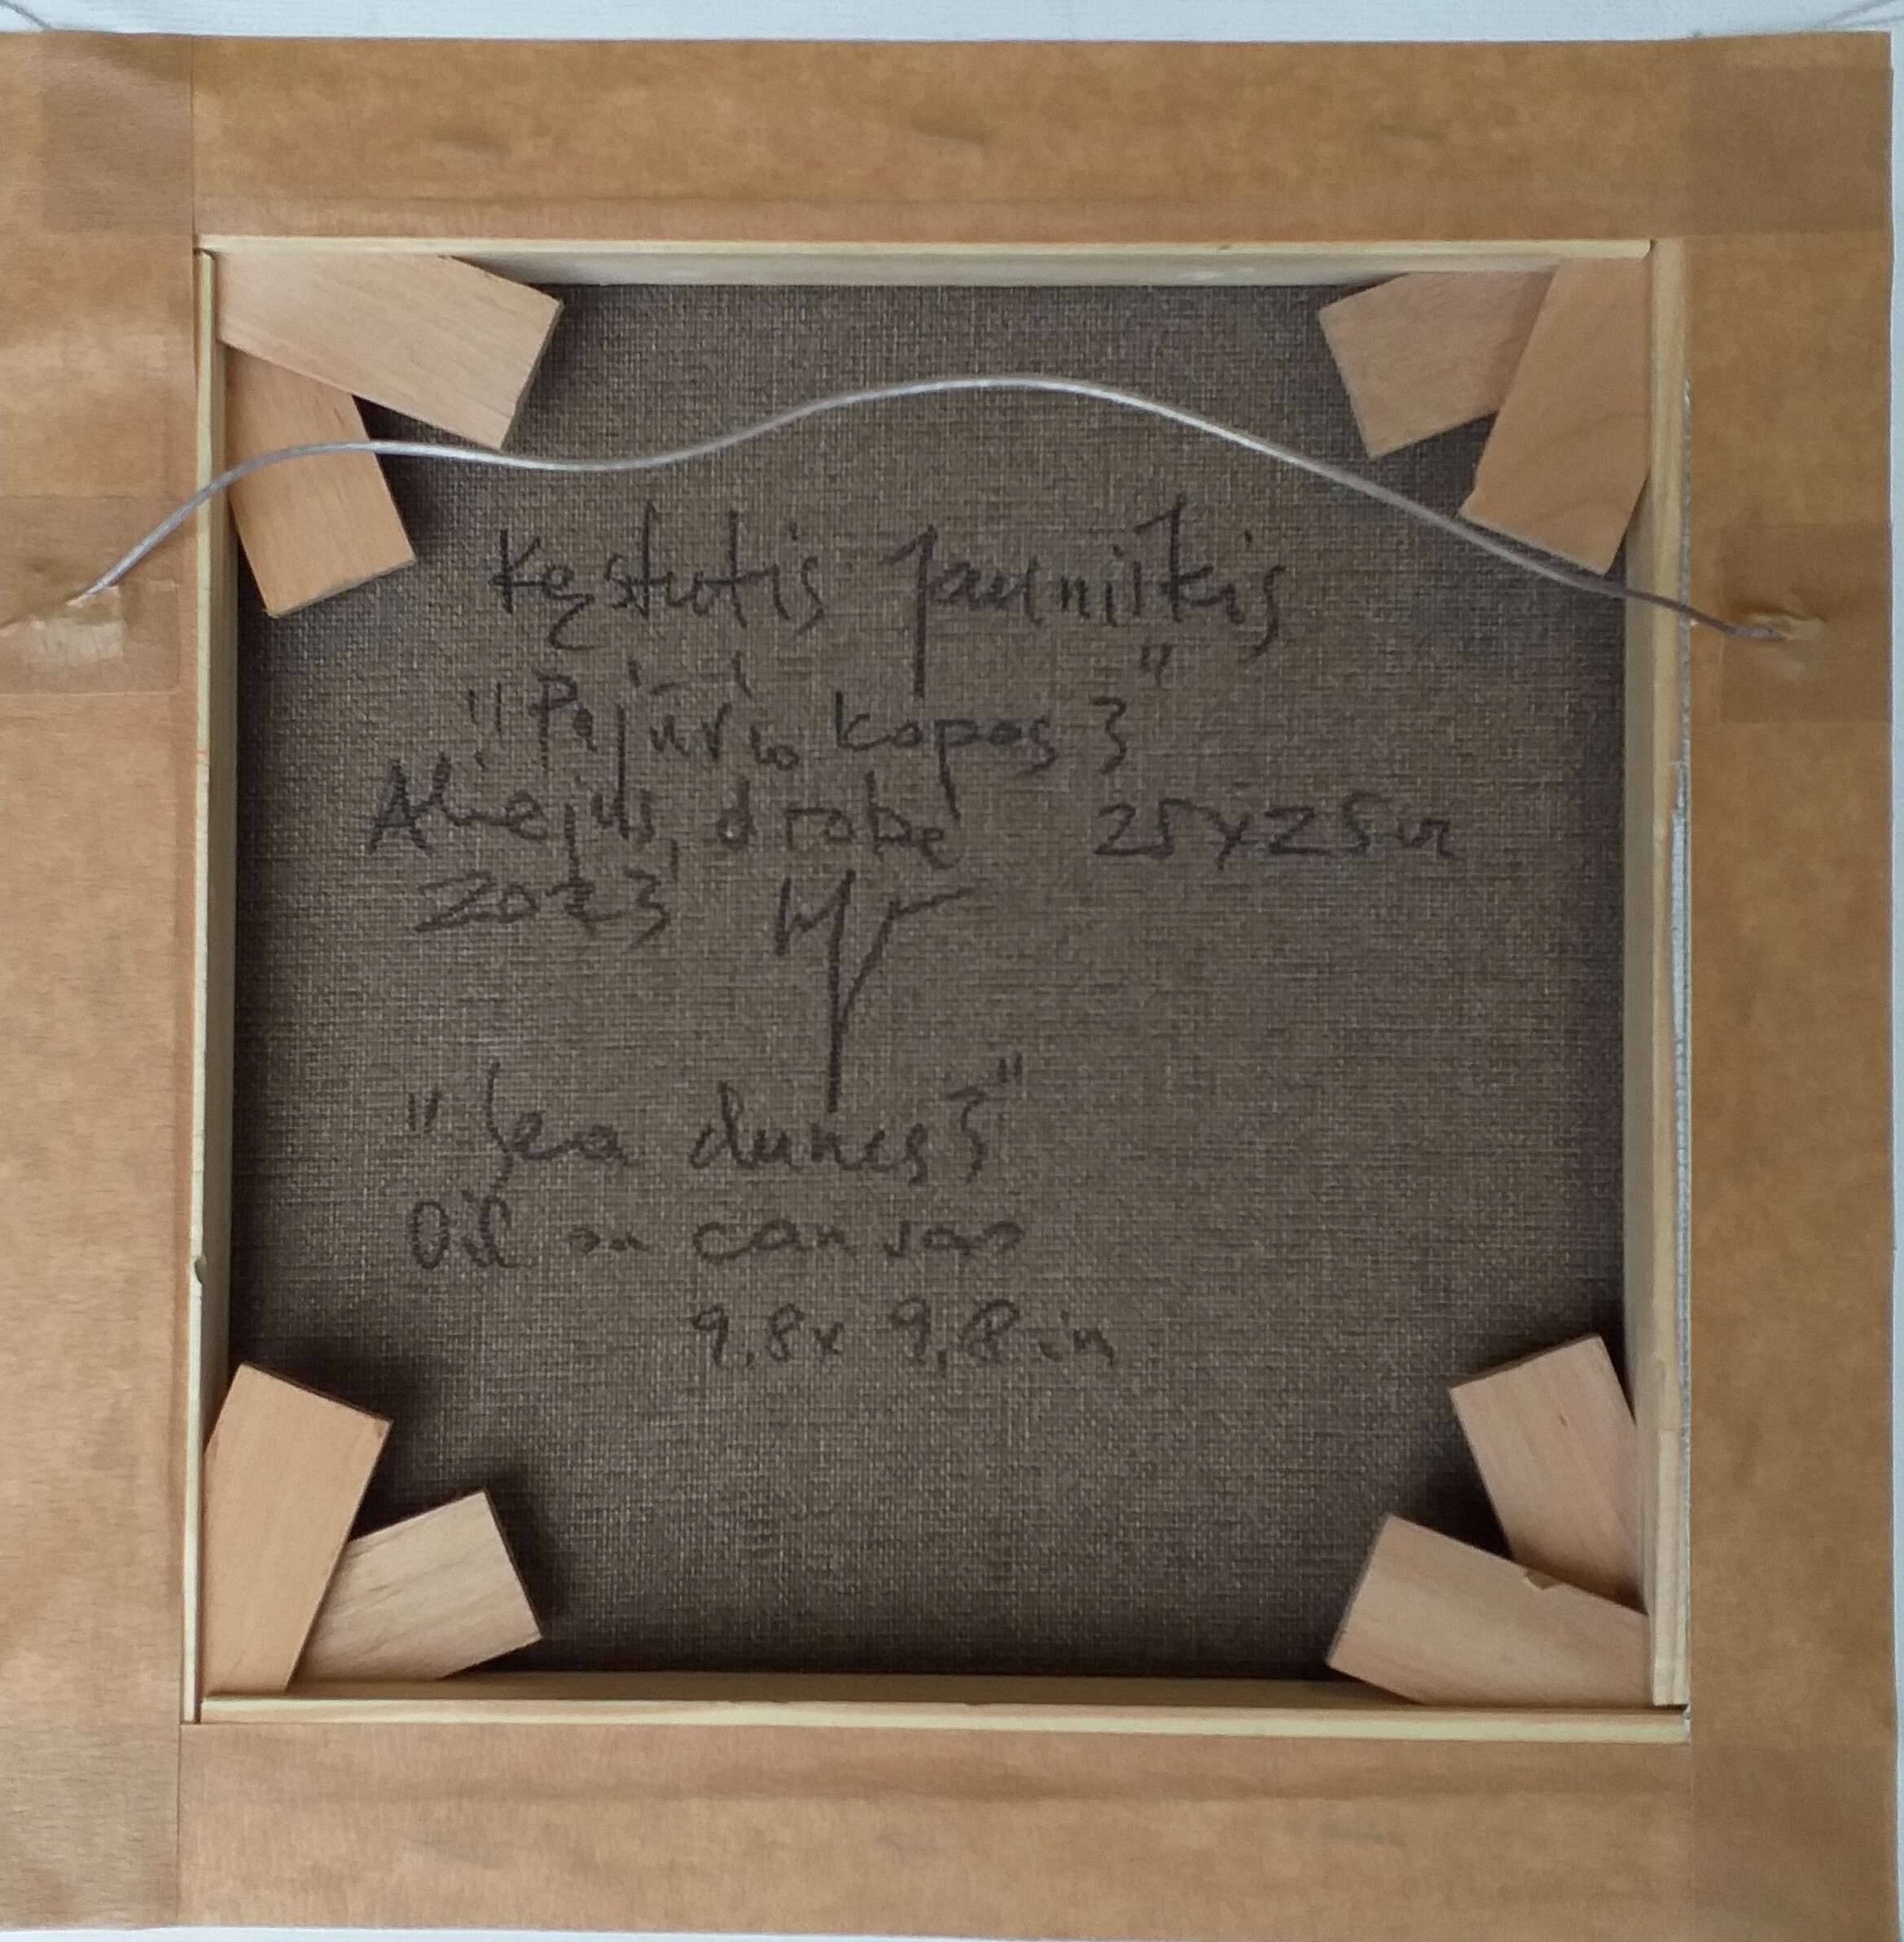 Kęstutis Jauniškis
"Pajūrio kopos 3"
Aliejus, drobė 25x25 cm
2023
"Sea dunes 3"
Oil on canvas
9,8x 9,8 in